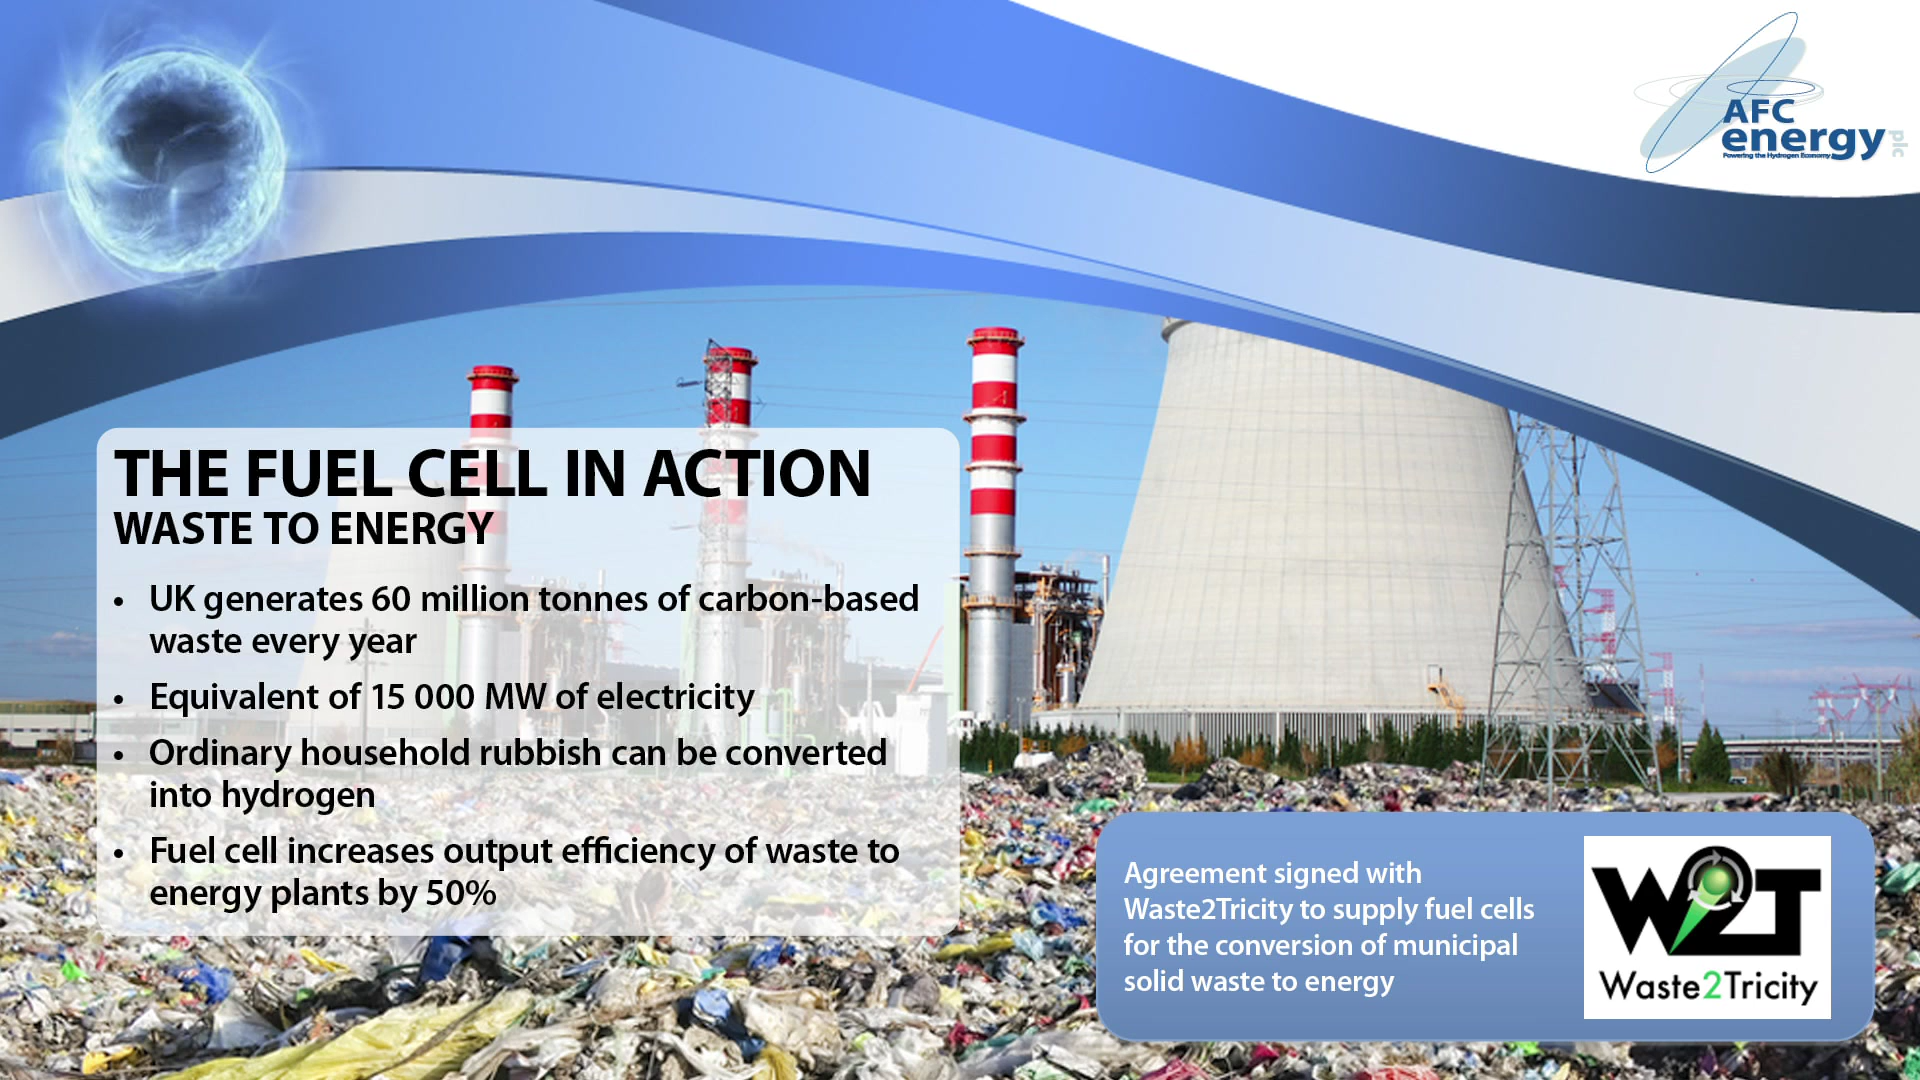 AFC
energy plc
Powering the Hydrogen Economy
THE FUEL CELL IN ACTION
WASTE TO ENERGY
• UK generates 60 million tonnes of carbon-based
waste every year
• Equivalent of 15 000 MW of electricity
• Ordinary household rubbish can be converted
into hydrogen
• Fuel cell increases output efficiency of waste to
energy plants by 50%
Agreement signed with
Waste2Tricity to supply fuel cells
for the conversion of municipal
solid waste to energy
W2T
Waste2Tricity